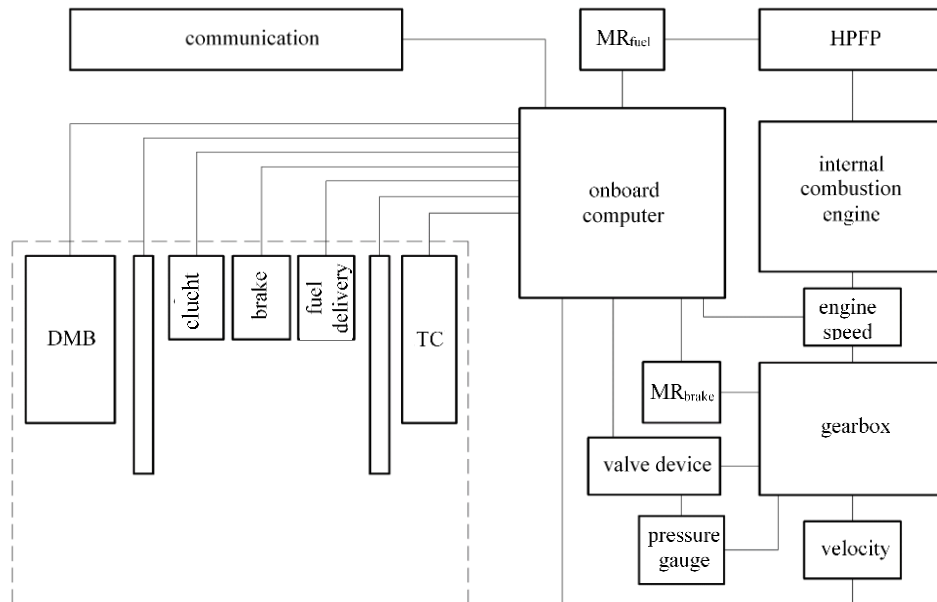 communication
MRfuel
HPFP
onboard
computer
internal
combustion
engine
DMB
clucht
brake
fuel
delivery
TC
engine
speed
MRbrake
gearbox
valve device
pressure
gauge
velocity